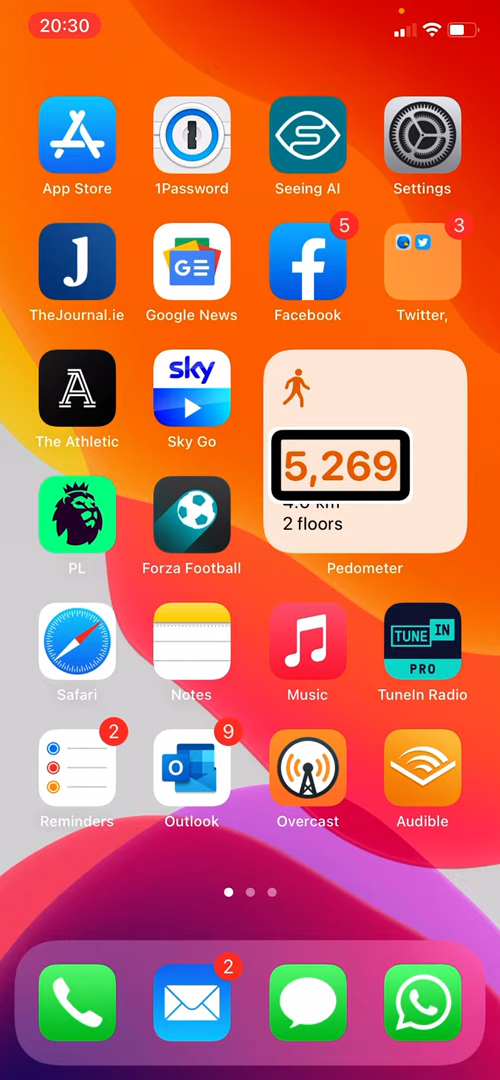 20:30
App Store
1Password
Seeing AI
Settings
J
GE
5
3
TheJournal.ie
Google News
Facebook
Twitter,
A
sky
The Athletic
Sky Go
5,269
2 floors
PL
Forza Football
Pedometer
TUNE IN
PRO
Safari
Notes
Music
TuneIn Radio
2
9
O
Reminders
Outlook
Overcast
Audible
2